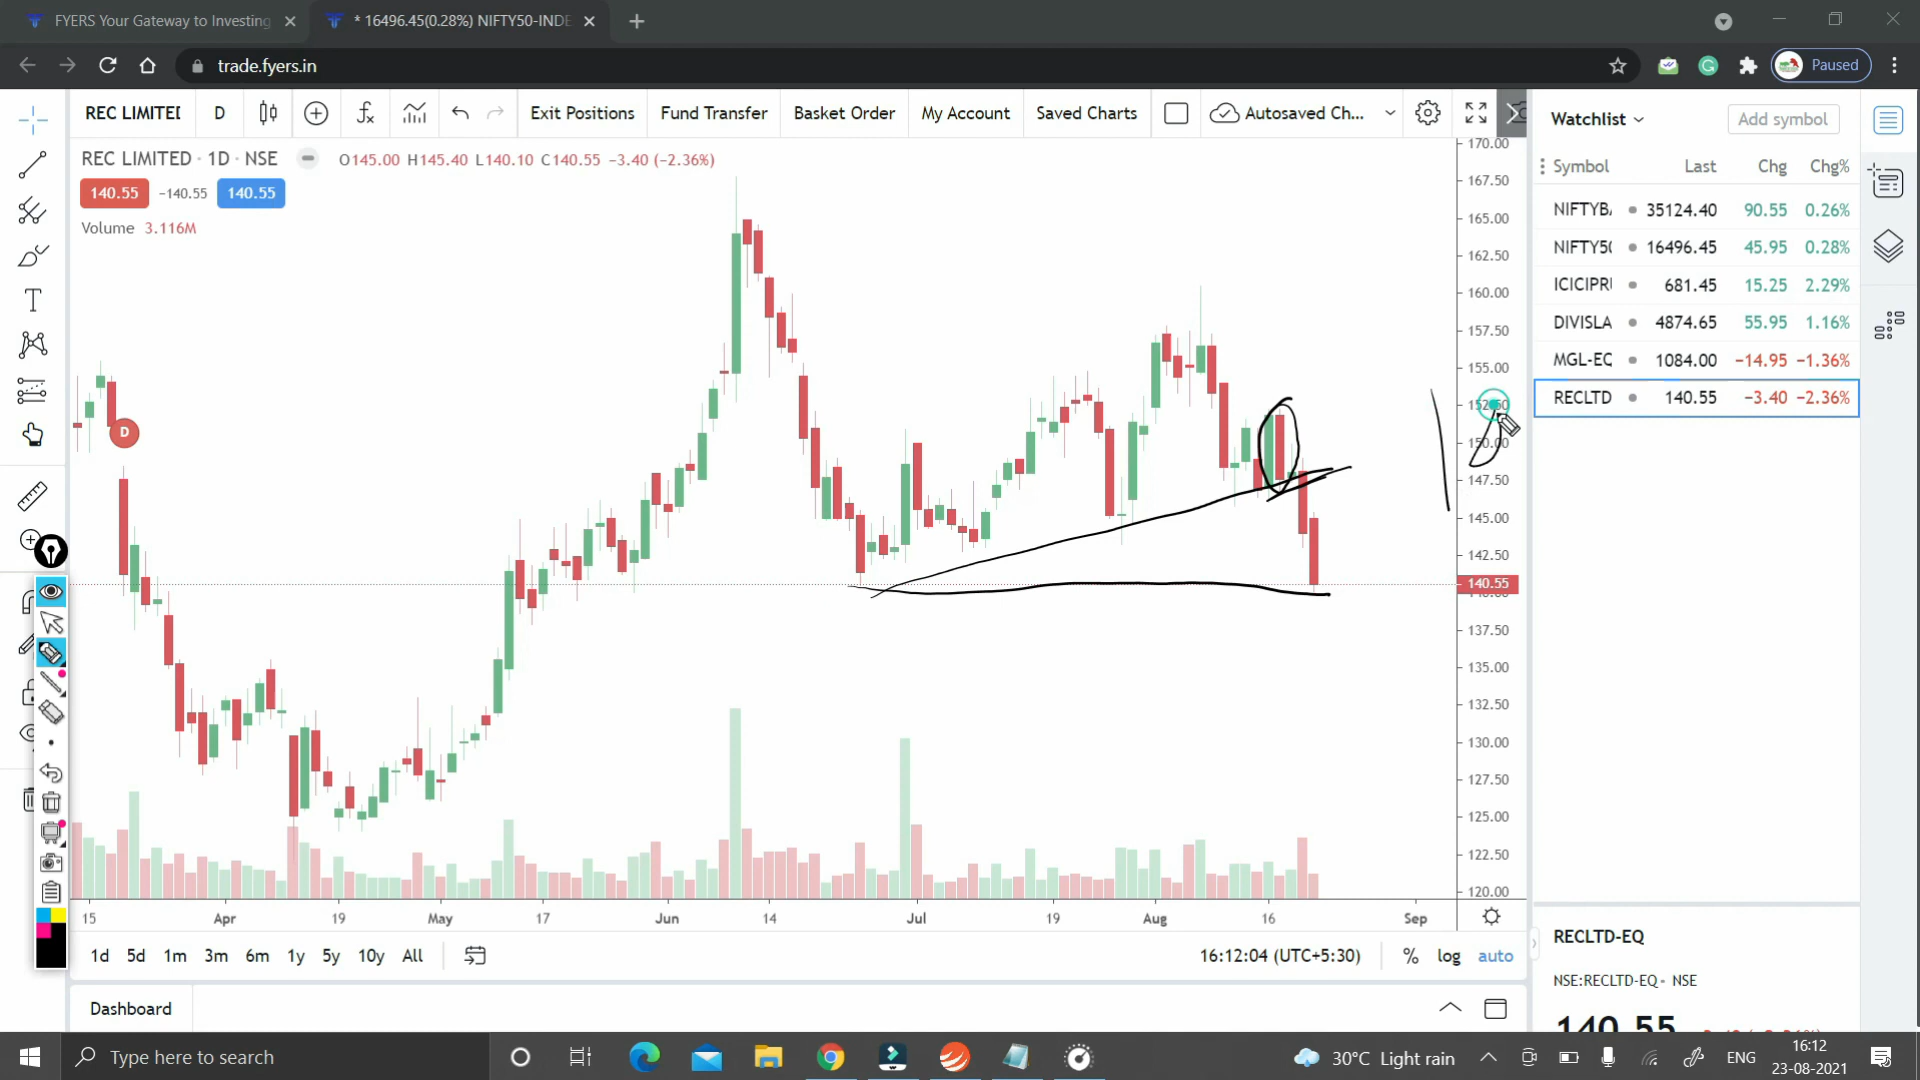 FYERS Your Gateway to Investing
* 16496.45(0.28%) NIFTY50-INDE
trade.fyers.in
Paused
REC LIMITEI
D
Exit Positions
Fund Transfer
Basket Order
My Account
Saved Charts
Autosaved Ch...
REC LIMITED · 1D · NSE
O145.00 H145.40 L140.10 C140.55 −3.40 (−2.36%)
140.55
−140.55
140.55
Volume 3.116M
D
170.00
167.50
165.00
162.50
160.00
157.50
155.00
150.00
147.50
145.00
142.50
140.55
137.50
135.00
132.50
130.00
127.50
125.00
122.50
120.00
15
Apr
19
May
17
Jun
14
Jul
19
Aug
16
Sep
1d 5d 1m 3m 6m 1y 5y 10y All
16:12:04 (UTC+5:30)
% log auto
Dashboard
Watchlist
Add symbol
Symbol Last Chg Chg%
NIFTYB 35124.40 90.55 0.26%
NIFTY50 16496.45 45.95 0.28%
ICICIPRU 681.45 15.25 2.29%
DIVISLA 4874.65 55.95 1.16%
MGL-EC 1084.00 −14.95 −1.36%
RECLTD 140.55 −3.40 −2.36%
RECLTD-EQ
NSE:RECLTD-EQ • NSE
140.55
Type here to search
30°C Light rain
ENG
16:12
23-08-2021